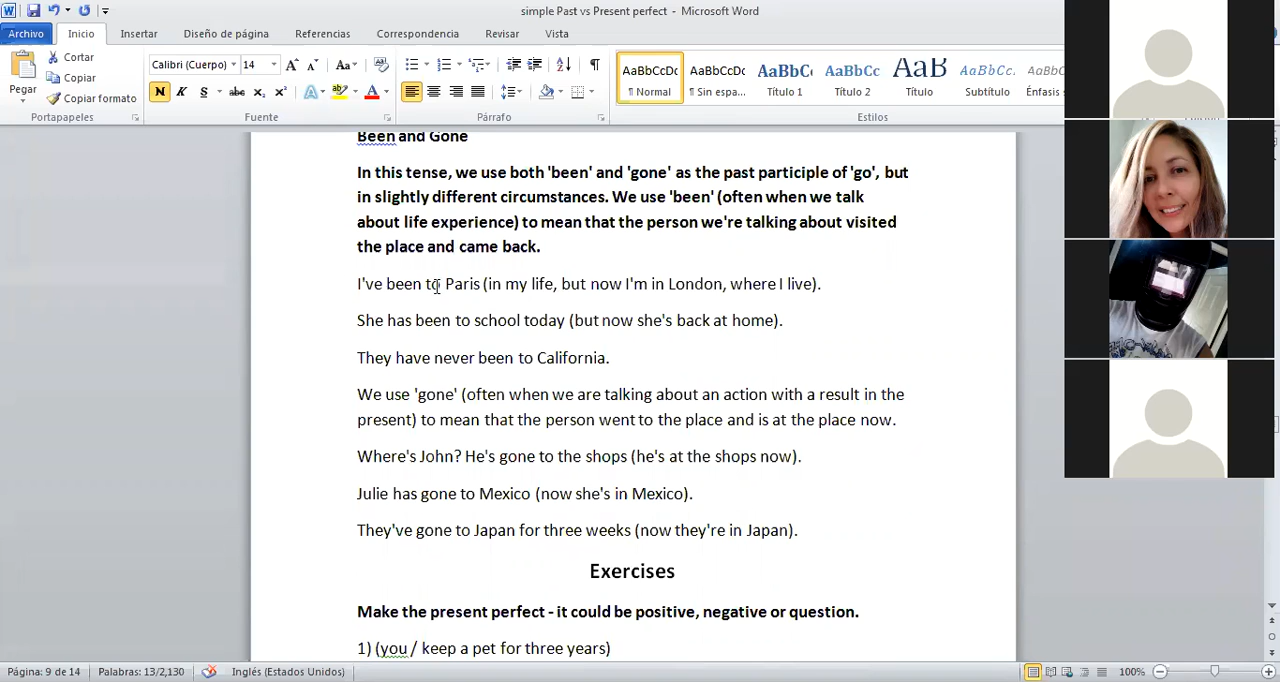 simple Past vs Present perfect - Microsoft Word
Archivo Inicio Insertar Diseño de página Referencias Correspondencia Revisar Vista
Pegar
Cortar
Copiar
Copiar formato
Portapapeles
Calibri (Cuerpo) 14
Aa
N K S abc x₂ x² A ab A
Fuente
Párrafo
AaBbCcDc AaBbCcDc AaBbC AaBbCc AaB AaBbCc. AaBbC
¶ Normal ¶ Sin espa... Título 1 Título 2 Título Subtítulo Énfasis
Estilos
Been and Gone
In this tense, we use both 'been' and 'gone' as the past participle of 'go', but
in slightly different circumstances. We use 'been' (often when we talk
about life experience) to mean that the person we're talking about visited
the place and came back.
I've been to Paris (in my life, but now I'm in London, where I live).
She has been to school today (but now she's back at home).
They have never been to California.
We use 'gone' (often when we are talking about an action with a result in the
present) to mean that the person went to the place and is at the place now.
Where's John? He's gone to the shops (he's at the shops now).
Julie has gone to Mexico (now she's in Mexico).
They've gone to Japan for three weeks (now they're in Japan).
Exercises
Make the present perfect - it could be positive, negative or question.
1) (you / keep a pet for three years)
Página: 9 de 14 Palabras: 13/2,130 Inglés (Estados Unidos) 100%